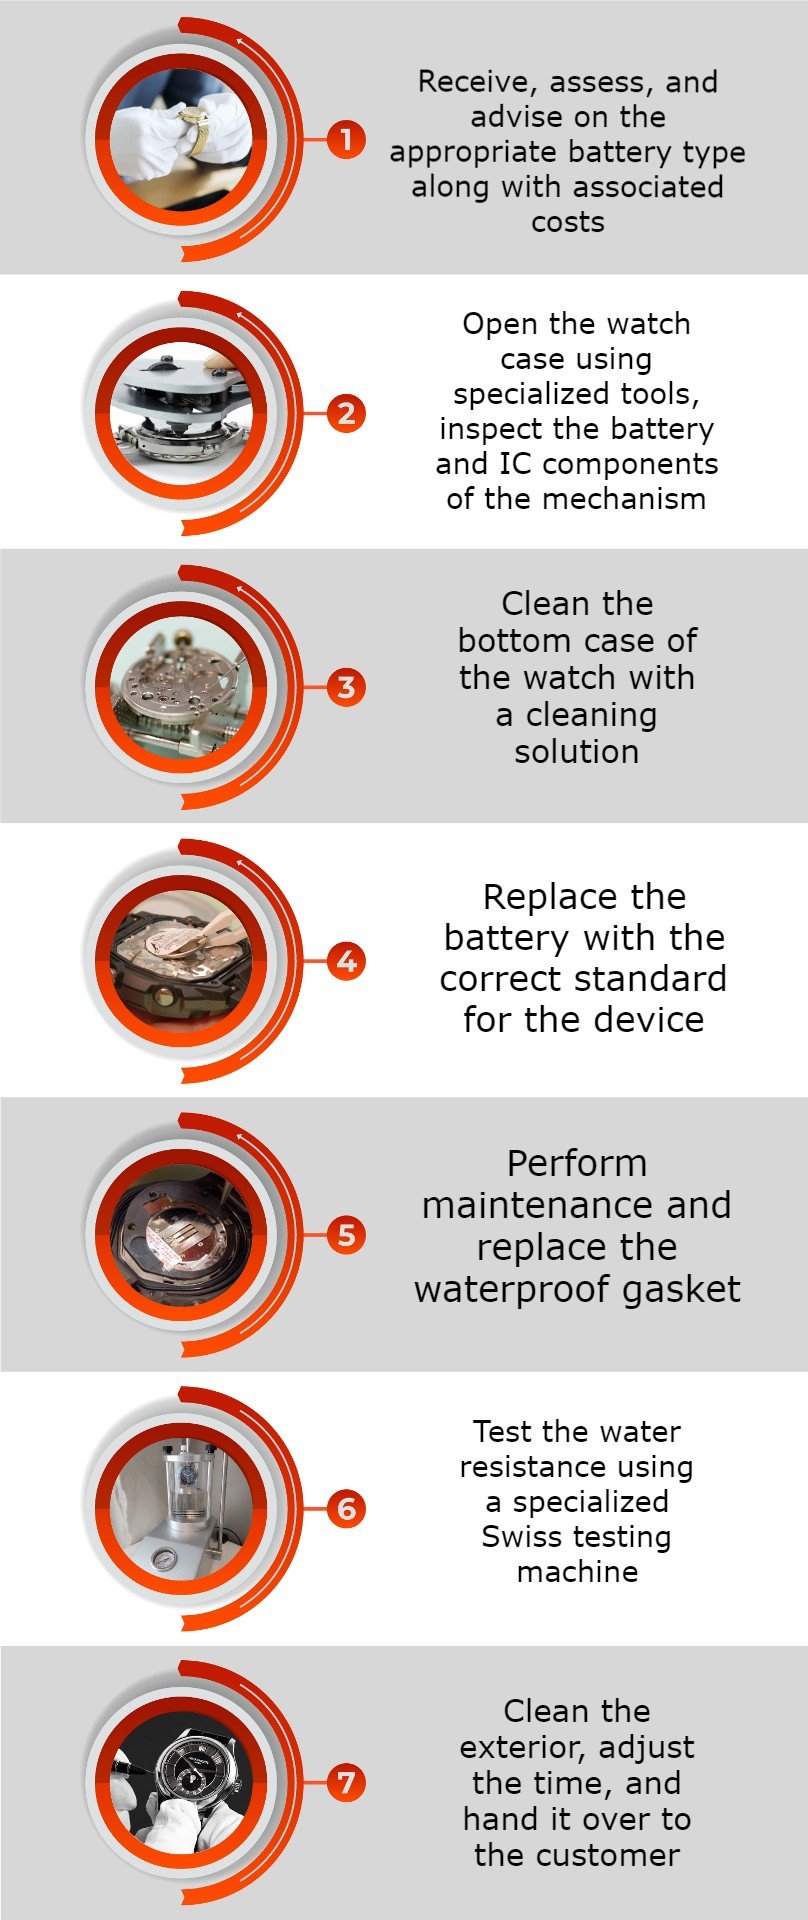 1
Receive, assess, and
advise on the
appropriate battery type
along with associated
costs
2
Open the watch
case using
specialized tools,
inspect the battery
and IC components
of the mechanism
3
Clean the
bottom case of
the watch with
a cleaning
solution
4
Replace the
battery with the
correct standard
for the device
5
Perform
maintenance and
replace the
waterproof gasket
6
Test the water
resistance using
a specialized
Swiss testing
machine
7
Clean the
exterior, adjust
the time, and
hand it over to
the customer